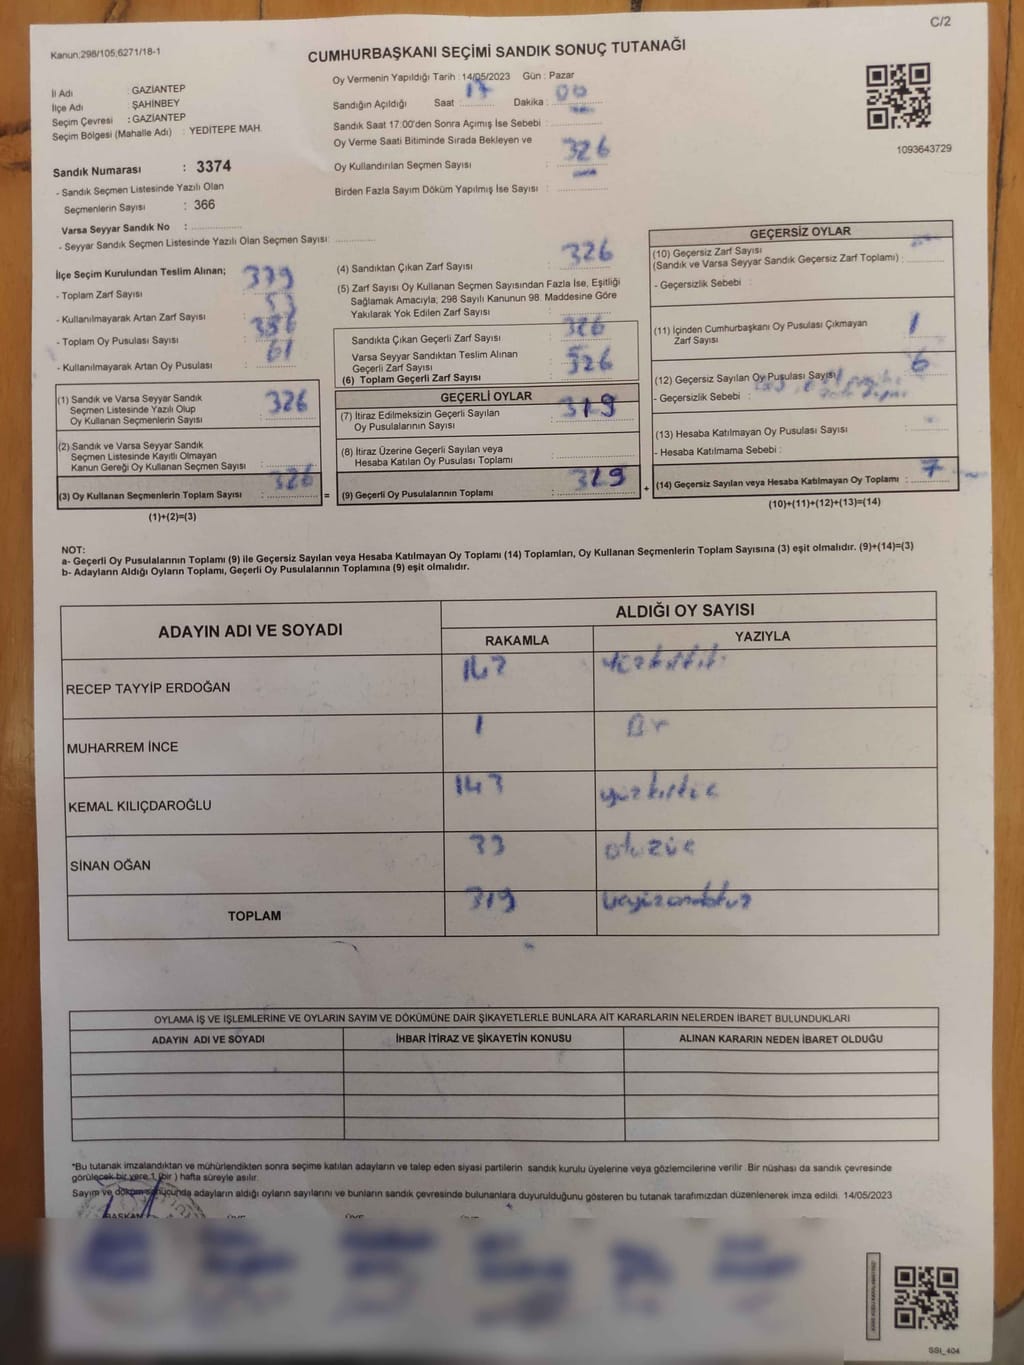 C/2
Kanun:298/105;6271/18-1
CUMHURBAŞKANI SEÇİMİ SANDIK SONUÇ TUTANAĞI
İl Adı : GAZİANTEP
İlçe Adı : ŞAHİNBEY
Seçim Çevresi : GAZİANTEP
Seçim Bölgesi (Mahalle Adı) : YEDİTEPE MAH.
Sandık Numarası : 3374
- Sandık Seçmen Listesinde Yazılı Olan
Seçmenlerin Sayısı : 366
Varsa Seyyar Sandık No :
- Seyyar Sandık Seçmen Listesinde Yazılı Olan Seçmen Sayısı:
Oy Vermenin Yapıldığı Tarih : 14/05/2023 Gün : Pazar
Sandığın Açıldığı Saat 17 Dakika : 00
Sandık Saat 17:00'den Sonra Açımış İse Sebebi :
Oy Verme Saati Bitiminde Sırada Bekleyen ve
Oy Kullandırılan Seçmen Sayısı : 326
Birden Fazla Sayım Döküm Yapılmış İse Sayısı :
1093643729
İlçe Seçim Kurulundan Teslim Alınan;
- Toplam Zarf Sayısı : 379
- Kullanılmayarak Artan Zarf Sayısı : 53
- Toplam Oy Pusulası Sayısı :
- Kullanılmayarak Artan Oy Pusulası : 61
(1) Sandık ve Varsa Seyyar Sandık
Seçmen Listesinde Yazılı Olup
Oy Kullanan Seçmenlerin Sayısı : 326
(2) Sandık ve Varsa Seyyar Sandık
Seçmen Listesinde Kayıtlı Olmayan
Kanun Gereği Oy Kullanan Seçmen Sayısı :
(3) Oy Kullanan Seçmenlerin Toplam Sayısı : 326
(1)+(2)=(3)
(4) Sandıktan Çıkan Zarf Sayısı : 326
(5) Zarf Sayısı Oy Kullanan Seçmen Sayısından Fazla İse, Eşitliği
Sağlamak Amacıyla; 298 Sayılı Kanunun 98. Maddesine Göre
Yakılarak Yok Edilen Zarf Sayısı :
Sandıkta Çıkan Geçerli Zarf Sayısı : 326
Varsa Seyyar Sandıktan Teslim Alınan
Geçerli Zarf Sayısı :
(6) Toplam Geçerli Zarf Sayısı : 326
GEÇERLİ OYLAR
(7) İtiraz Edilmeksizin Geçerli Sayılan
Oy Pusulalarının Sayısı : 319
(8) İtiraz Üzerine Geçerli Sayılan veya
Hesaba Katılan Oy Pusulası Toplamı :
= (9) Geçerli Oy Pusulalarının Toplamı : 319 +
GEÇERSİZ OYLAR
(10) Geçersiz Zarf Sayısı
(Sandık ve Varsa Seyyar Sandık Geçersiz Zarf Toplamı) :
- Geçersizlik Sebebi :
(11) İçinden Cumhurbaşkanı Oy Pusulası Çıkmayan
Zarf Sayısı : 1
(12) Geçersiz Sayılan Oy Pusulası Sayısı : 6
- Geçersizlik Sebebi :
(13) Hesaba Katılmayan Oy Pusulası Sayısı :
- Hesaba Katılmama Sebebi :
(14) Geçersiz Sayılan veya Hesaba Katılmayan Oy Toplamı : 7
(10)+(11)+(12)+(13)=(14)
NOT:
a- Geçerli Oy Pusulalarının Toplamı (9) ile Geçersiz Sayılan veya Hesaba Katılmayan Oy Toplamı (14) Toplamları, Oy Kullanan Seçmenlerin Toplam Sayısına (3) eşit olmalıdır. (9)+(14)=(3)
b- Adayların Aldığı Oyların Toplamı, Geçerli Oy Pusulalarının Toplamına (9) eşit olmalıdır.
ADAYIN ADI VE SOYADI ALDIĞI OY SAYISI
RAKAMLA YAZIYLA
RECEP TAYYİP ERDOĞAN 142
MUHARREM İNCE 1 Bir
KEMAL KILIÇDAROĞLU 143
SİNAN OĞAN 33 otuzüç
TOPLAM 319
OYLAMA İŞ VE İŞLEMLERİNE VE OYLARIN SAYIM VE DÖKÜMÜNE DAİR ŞİKAYETLERLE BUNLARA AİT KARARLARIN NELERDEN İBARET BULUNDUKLARI
ADAYIN ADI VE SOYADI İHBAR İTİRAZ VE ŞİKAYETİN KONUSU ALINAN KARARIN NEDEN İBARET OLDUĞU
*Bu tutanak imzalandıktan ve mühürlendikten sonra seçime katılan adayların ve talep eden siyasi partilerin sandık kurulu üyelerine veya gözlemcilerine verilir. Bir nüshası da sandık çevresinde
görülecek bir yere 1 (bir ) hafta süreyle asılır.
Sayım ve döküm sonucunda adayların aldığı oyların sayılarını ve bunların sandık çevresinde bulunanlara duyurulduğunu gösteren bu tutanak tarafımızdan düzenlenerek imza edildi. 14/05/2023
BAŞKAN ÜYE ÜYE ÜYE
SSI_404